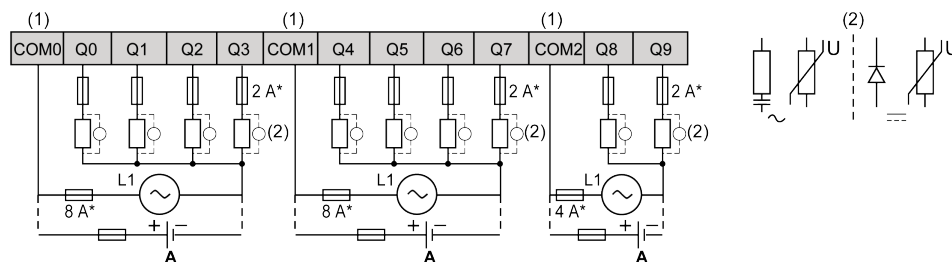 (1) (1) (1) (2)
COM0 Q0 Q1 Q2 Q3 COM1 Q4 Q5 Q6 Q7 COM2 Q8 Q9
U U
2 A* 2 A* 2 A*
(2) (2) (2)
L1 L1 L1
8 A* 8 A* 4 A*
+ − + − + −
A A A